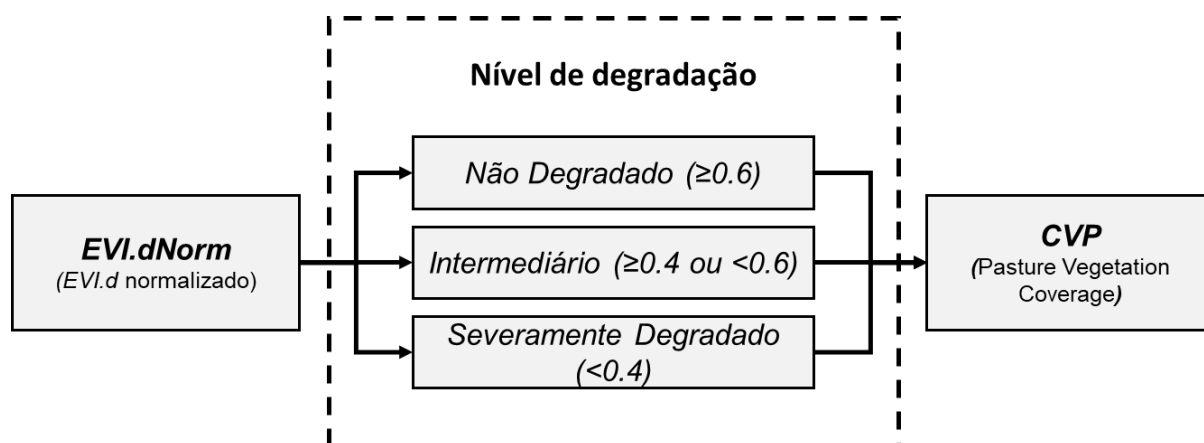 Nível de degradação
Não Degradado (≥0.6)
EVI.dNorm
(EVI.d normalizado)
Intermediário (≥0.4 ou <0.6)
Severamente Degradado
(<0.4)
CVP
(Pasture Vegetation
Coverage)